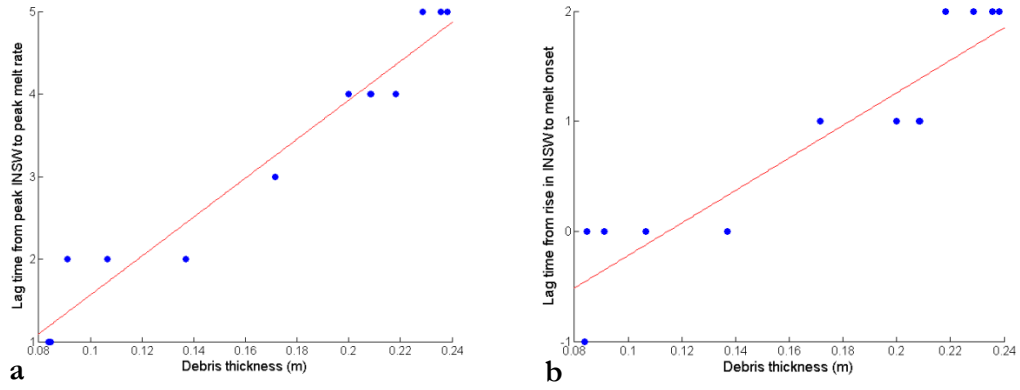 Lag time from peak INSW to peak melt rate
5
4
3
2
1
0.08 0.1 0.12 0.14 0.16 0.18 0.2 0.22 0.24
Debris thickness (m)
a
Lag time from rise in INSW to melt onset
2
1
0
-1
0.08 0.1 0.12 0.14 0.16 0.18 0.2 0.22 0.24
Debris thickness (m)
b